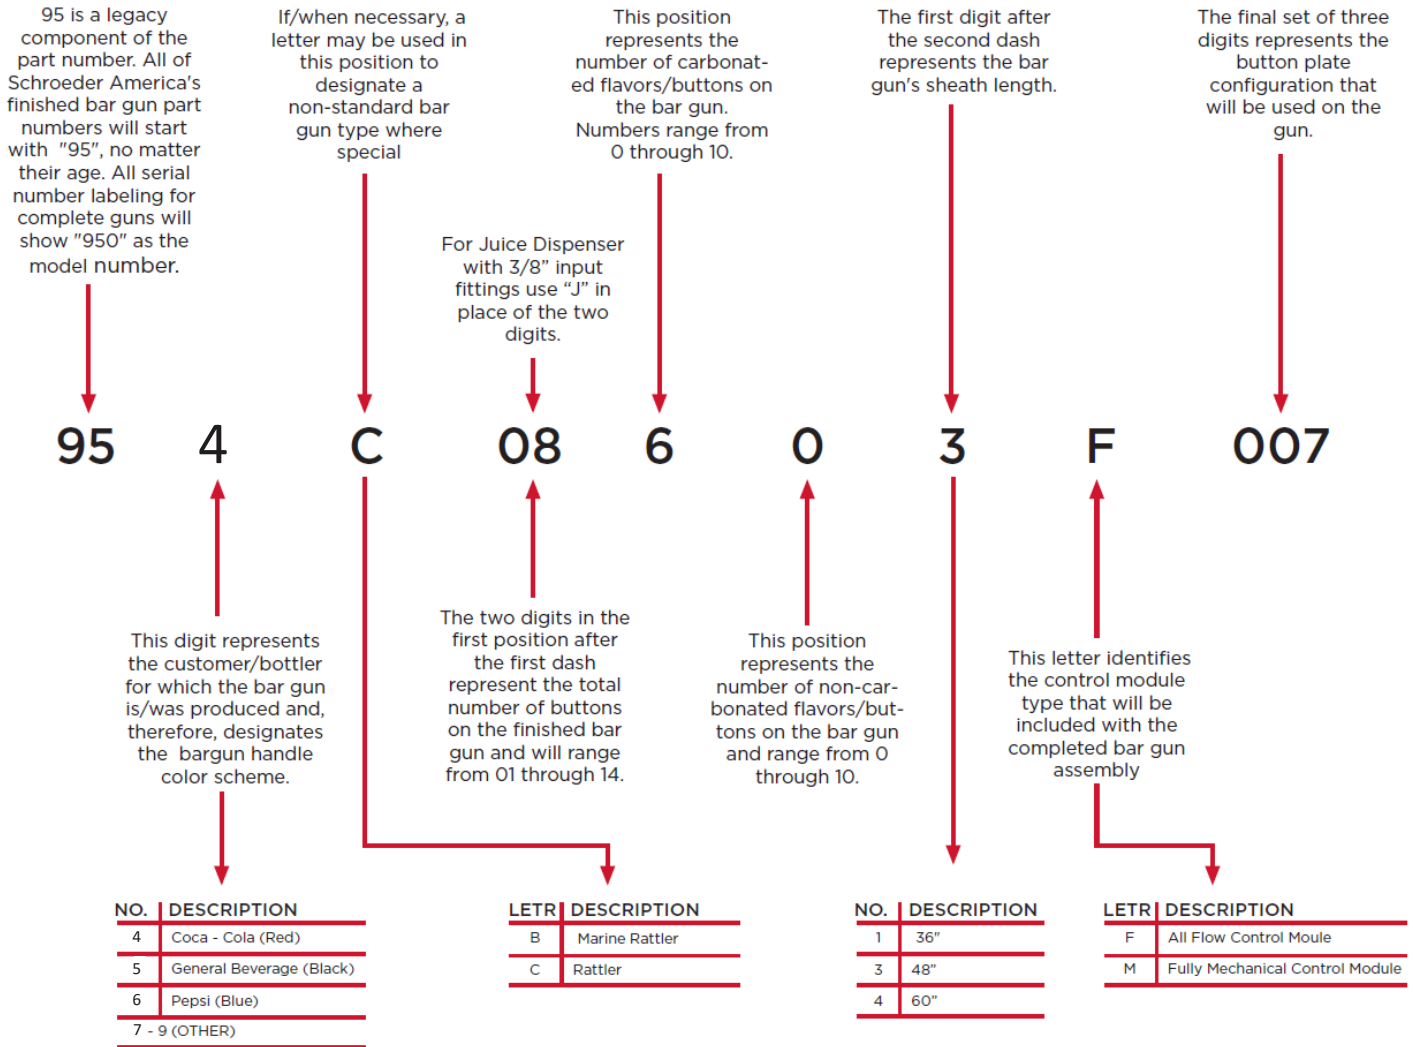 95 is a legacy
component of the
part number. All of
Schroeder America's
finished bar gun part
numbers will start
with "95", no matter
their age. All serial
number labeling for
complete guns will
show "950" as the
model number.
If/when necessary, a
letter may be used in
this position to
designate a
non-standard bar
gun type where
special
This position
represents the
number of carbonat-
ed flavors/buttons on
the bar gun.
Numbers range from
0 through 10.
The first digit after
the second dash
represents the bar
gun's sheath length.
The final set of three
digits represents the
button plate
configuration that
will be used on the
gun.
For Juice Dispenser
with 3/8" input
fittings use “J” in
place of the two
digits.
95 4 C 08 6 0 3 F 007
This digit represents
the customer/bottler
for which the bar gun
is/was produced and,
therefore, designates
the bargun handle
color scheme.
The two digits in the
first position after
the first dash
represent the total
number of buttons
on the finished bar
gun and will range
from 01 through 14.
This position
represents the
number of non-car-
bonated flavors/but-
tons on the bar gun
and range from 0
through 10.
This letter identifies
the control module
type that will be
included with the
completed bar gun
assembly
NO. DESCRIPTION
4 Coca - Cola (Red)
5 General Beverage (Black)
6 Pepsi (Blue)
7 - 9 (OTHER)
LETR DESCRIPTION
B Marine Rattler
C Rattler
NO. DESCRIPTION
1 36"
3 48"
4 60"
LETR DESCRIPTION
F All Flow Control Moule
M Fully Mechanical Control Module